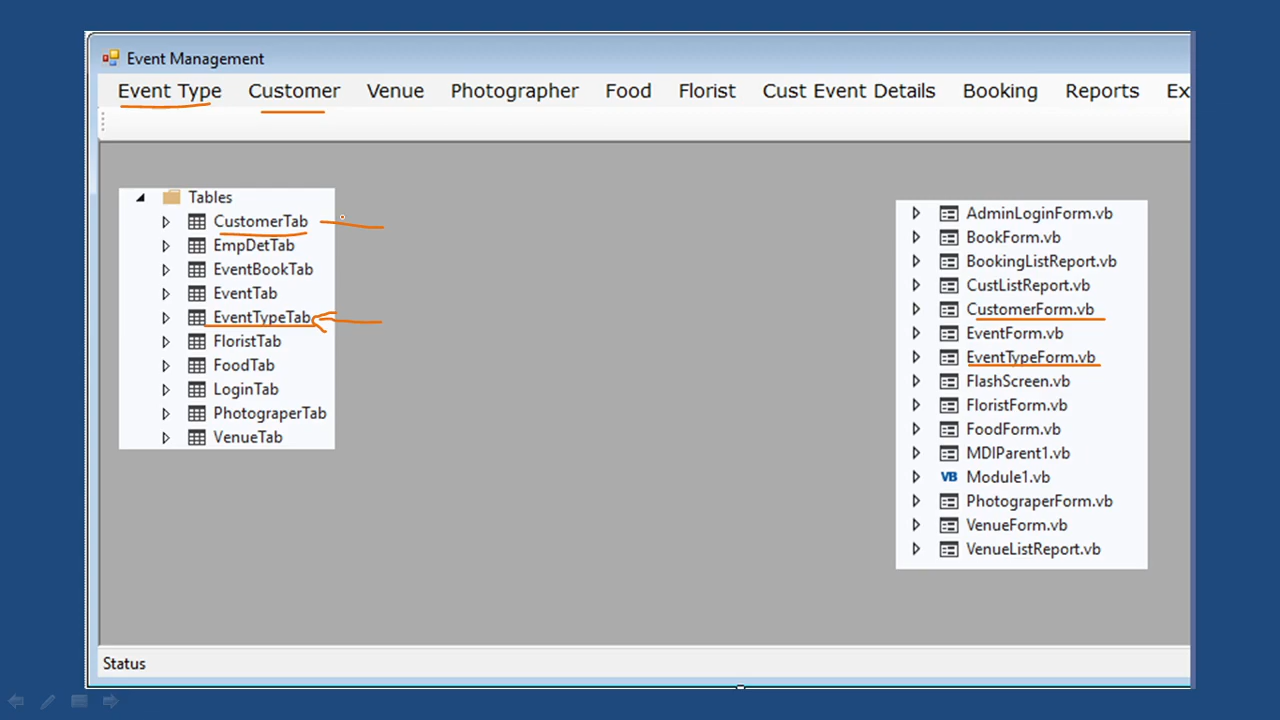 Event Management
Event Type Customer Venue Photographer Food Florist Cust Event Details Booking Reports Ex
Tables
CustomerTab
EmpDetTab
EventBookTab
EventTab
EventTypeTab
FloristTab
FoodTab
LoginTab
PhotograperTab
VenueTab
AdminLoginForm.vb
BookForm.vb
BookingListReport.vb
CustListReport.vb
CustomerForm.vb
EventForm.vb
EventTypeForm.vb
FlashScreen.vb
FloristForm.vb
FoodForm.vb
MDIParent1.vb
VB Module1.vb
PhotograperForm.vb
VenueForm.vb
VenueListReport.vb
Status